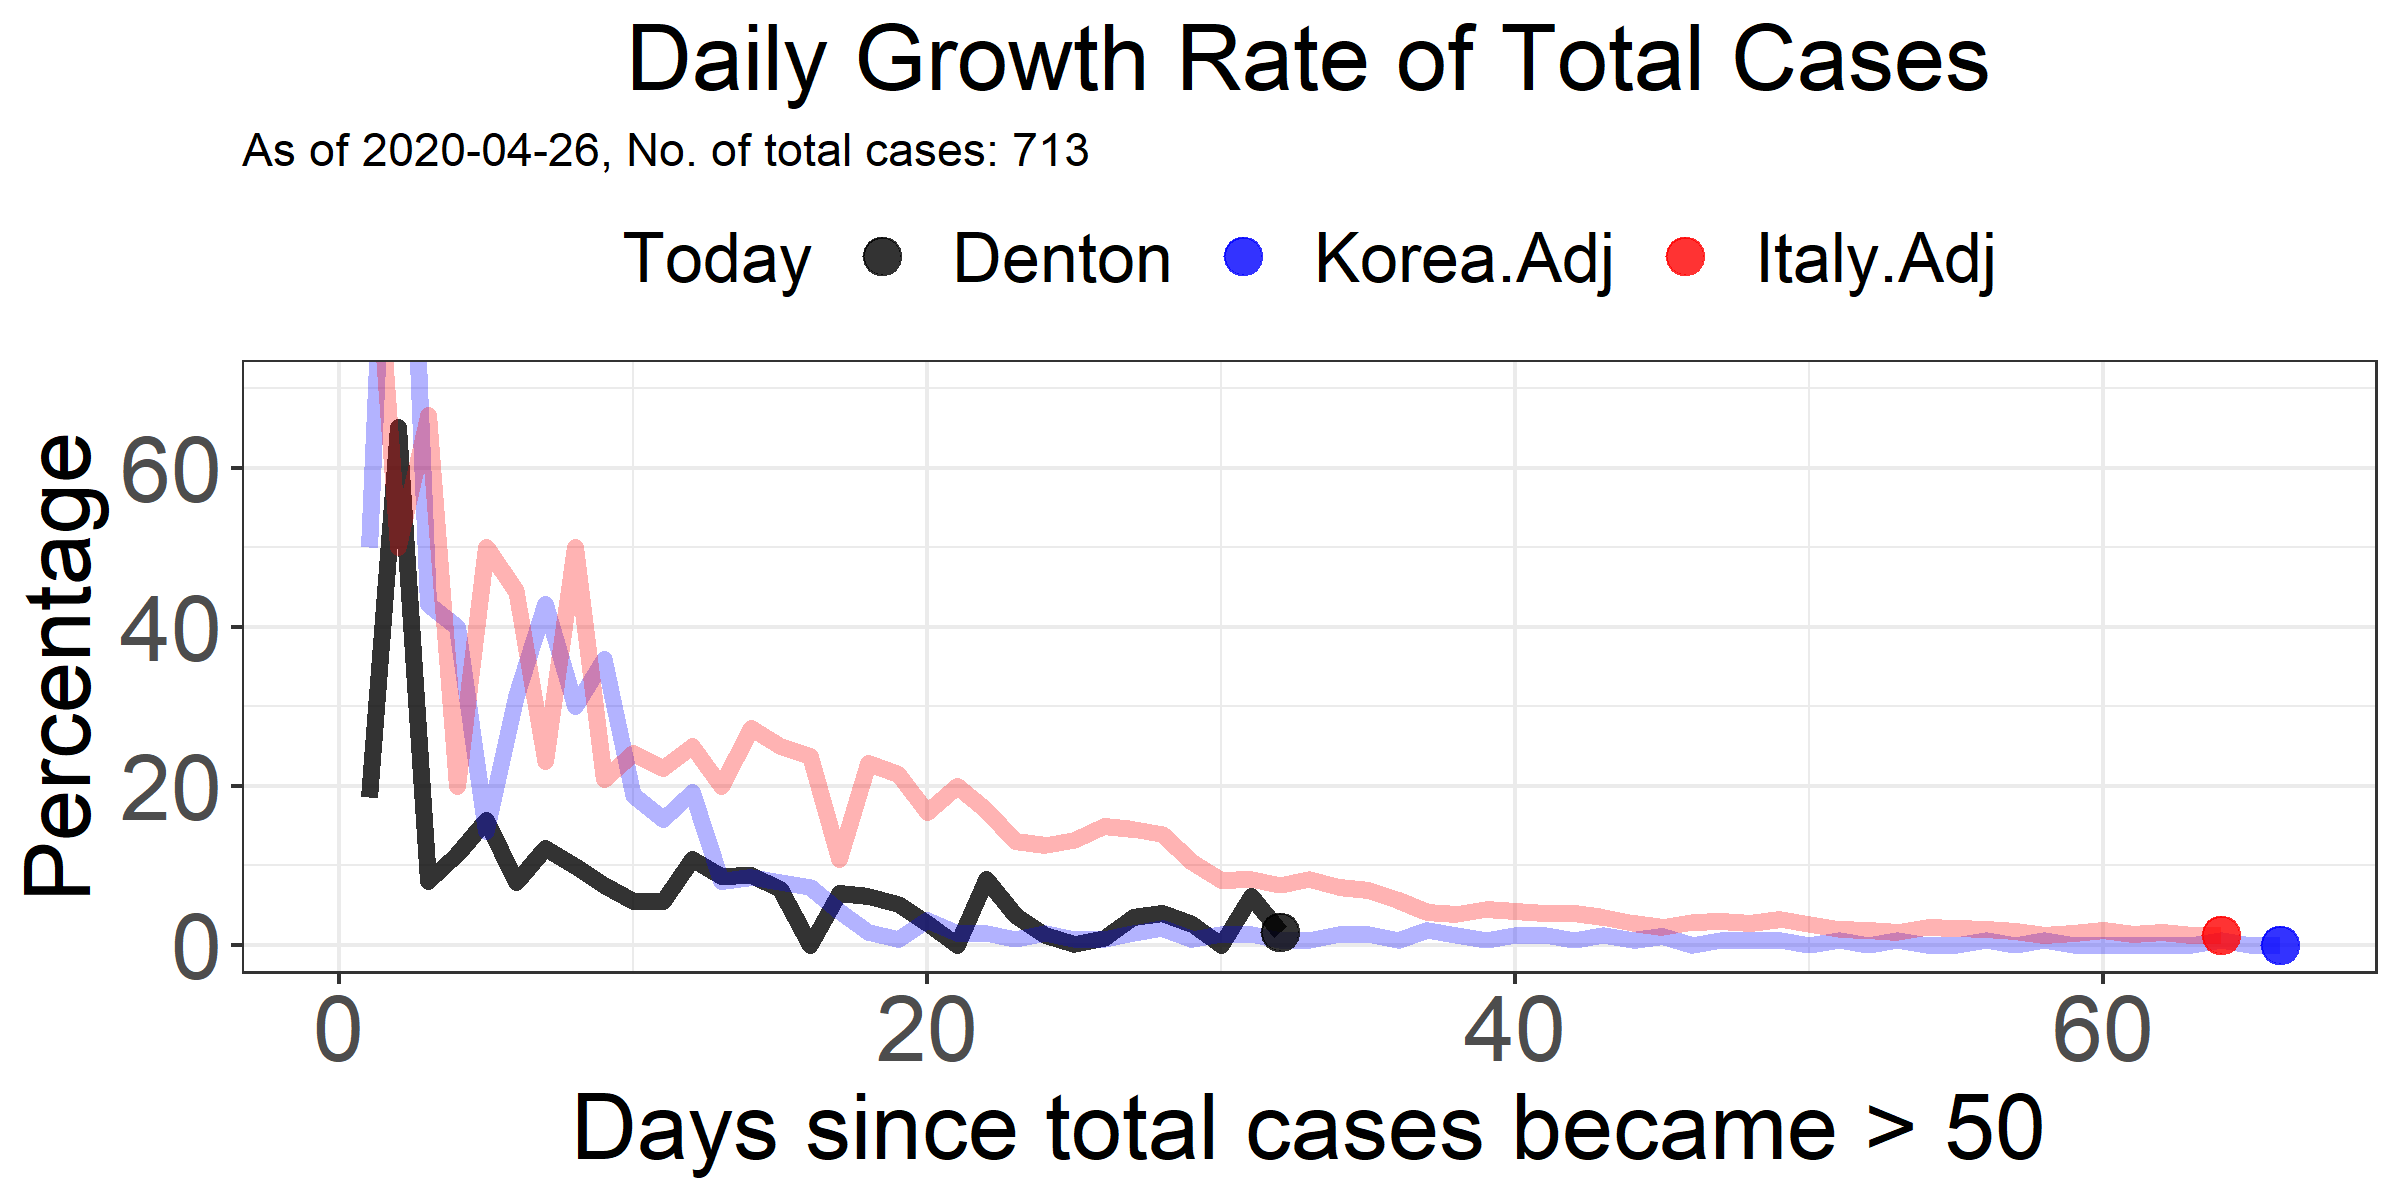 Daily Growth Rate of Total Cases
As of 2020-04-26, No. of total cases: 713
Today Denton Korea.Adj Italy.Adj
Percentage
60
40
20
0
0 20 40 60
Days since total cases became > 50